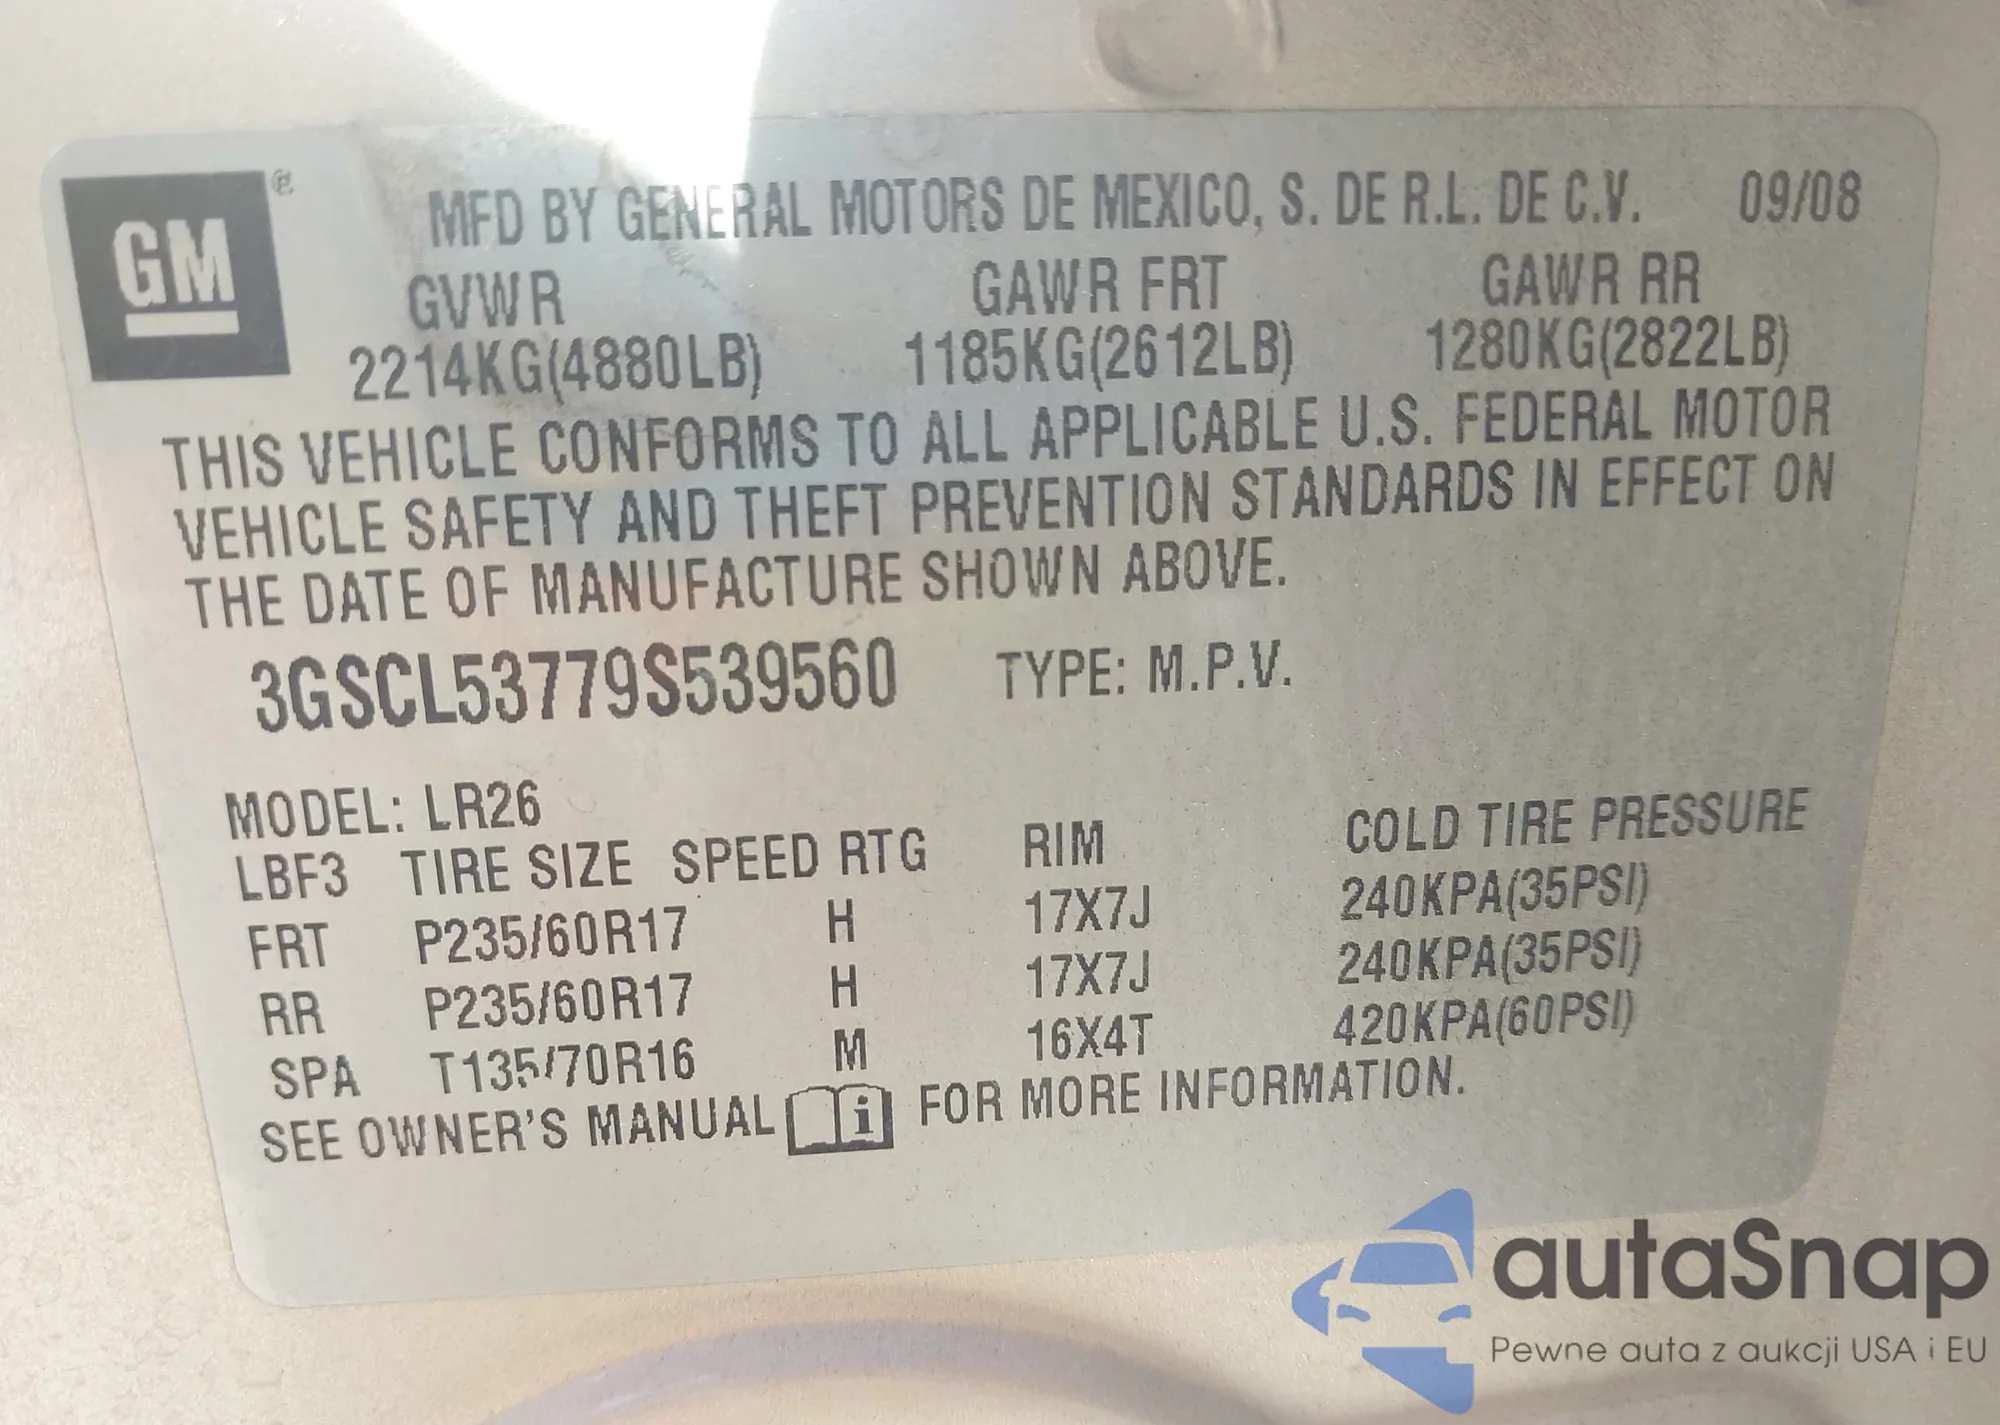 GM
MFD BY GENERAL MOTORS DE MEXICO, S. DE R.L. DE C.V. 09/08
GVWR GAWR FRT GAWR RR
2214KG(4880LB) 1185KG(2612LB) 1280KG(2822LB)
THIS VEHICLE CONFORMS TO ALL APPLICABLE U.S. FEDERAL MOTOR
VEHICLE SAFETY AND THEFT PREVENTION STANDARDS IN EFFECT ON
THE DATE OF MANUFACTURE SHOWN ABOVE.
3GSCL53779S539560 TYPE: M.P.V.
MODEL: LR26
LBF3 TIRE SIZE SPEED RTG RIM COLD TIRE PRESSURE
FRT P235/60R17 H 17X7J 240KPA(35PSI)
RR P235/60R17 H 17X7J 240KPA(35PSI)
SPA T135/70R16 M 16X4T 420KPA(60PSI)
SEE OWNER'S MANUAL i FOR MORE INFORMATION.
autaSnap
Pewne auta z aukcji USA i EU